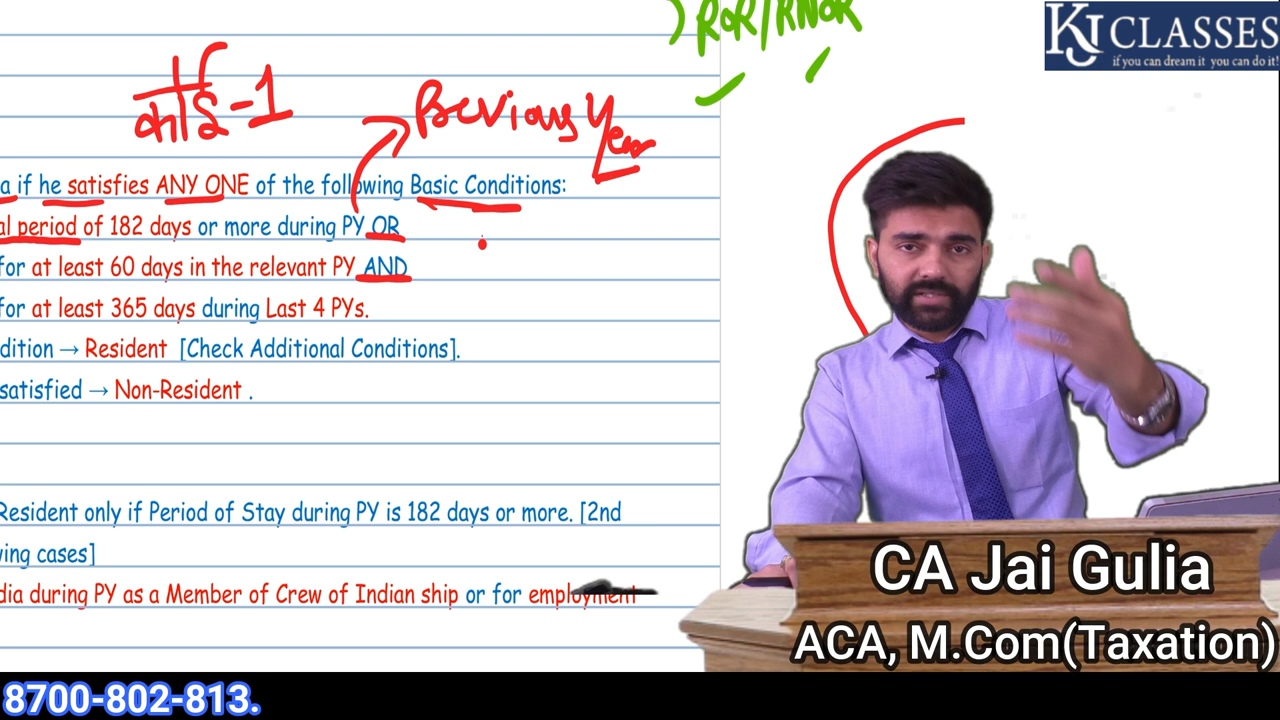 ) ROR/RNOR
KJ CLASSES
if you can dream it you can do it!
Previous Year
a if he satisfies ANY ONE of the following Basic Conditions:
al period of 182 days or more during PY OR
for at least 60 days in the relevant PY AND
for at least 365 days during Last 4 PYs.
dition → Resident [Check Additional Conditions].
satisfied → Non-Resident .
Resident only if Period of Stay during PY is 182 days or more. [2nd
ving cases]
dia during PY as a Member of Crew of Indian ship or for employment
CA Jai Gulia
ACA, M.Com(Taxation)
8700-802-813.